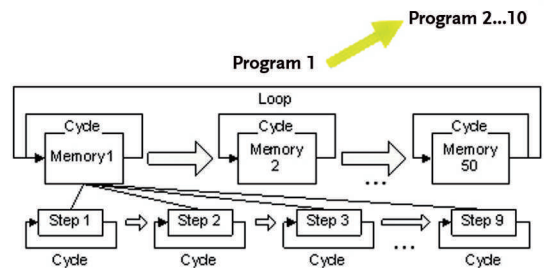 Program 2...10
Program 1
Loop
Cycle
Cycle
Cycle
Memory1
Memory
2
...
Memory
50
Step 1
Step 2
Step 3
...
Step 9
Cycle
Cycle
Cycle
Cycle